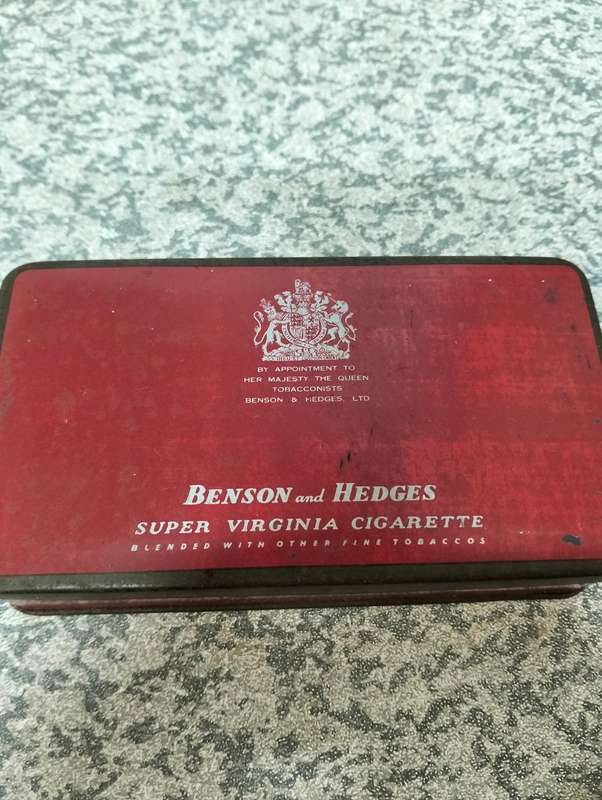 BY APPOINTMENT TO
HER MAJESTY THE QUEEN
TOBACCONISTS
BENSON & HEDGES, LTD
BENSON and HEDGES
SUPER VIRGINIA CIGARETTE
BLENDED WITH OTHER FINE TOBACCOS